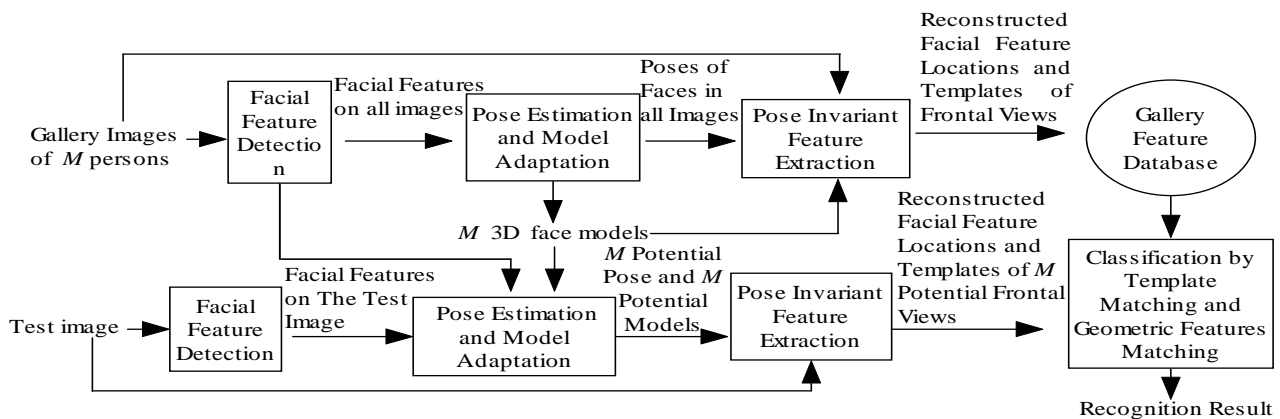 Gallery Images
of M persons
Facial
Feature
Detectio
n
Facial Features
on all images
Pose Estimation
and Model
Adaptation
Poses of
Faces in
all Images
Pose Invariant
Feature
Extraction
Reconstructed
Facial Feature
Locations and
Templates of
Frontal Views
Gallery
Feature
Database
M 3D face models
Test image
Facial
Feature
Detection
Facial Features
on The Test
Image
Pose Estimation
and Model
Adaptation
M Potential
Pose and M
Potential
Models
Pose Invariant
Feature
Extraction
Reconstructed
Facial Feature
Locations and
Templates of M
Potential Frontal
Views
Classification by
Template
Matching and
Geometric Features
Matching
Recognition Result